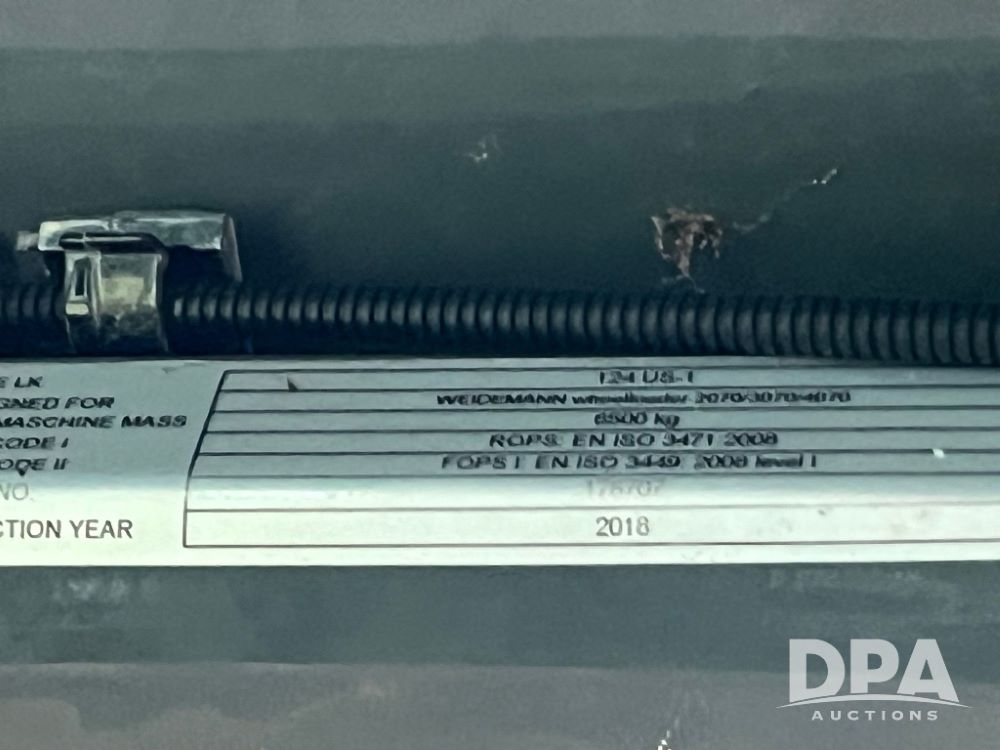 E LK 124 US-1
GNED FOR WEIDEMANN wheelloader 2070/3070/4070
MASCHINE MASS 6500 kg
CODE I ROPS: EN ISO 3471 2008
ODE II FOPS I EN ISO 3449 2008 level I
NO.
CTION YEAR 2018
DPA
AUCTIONS